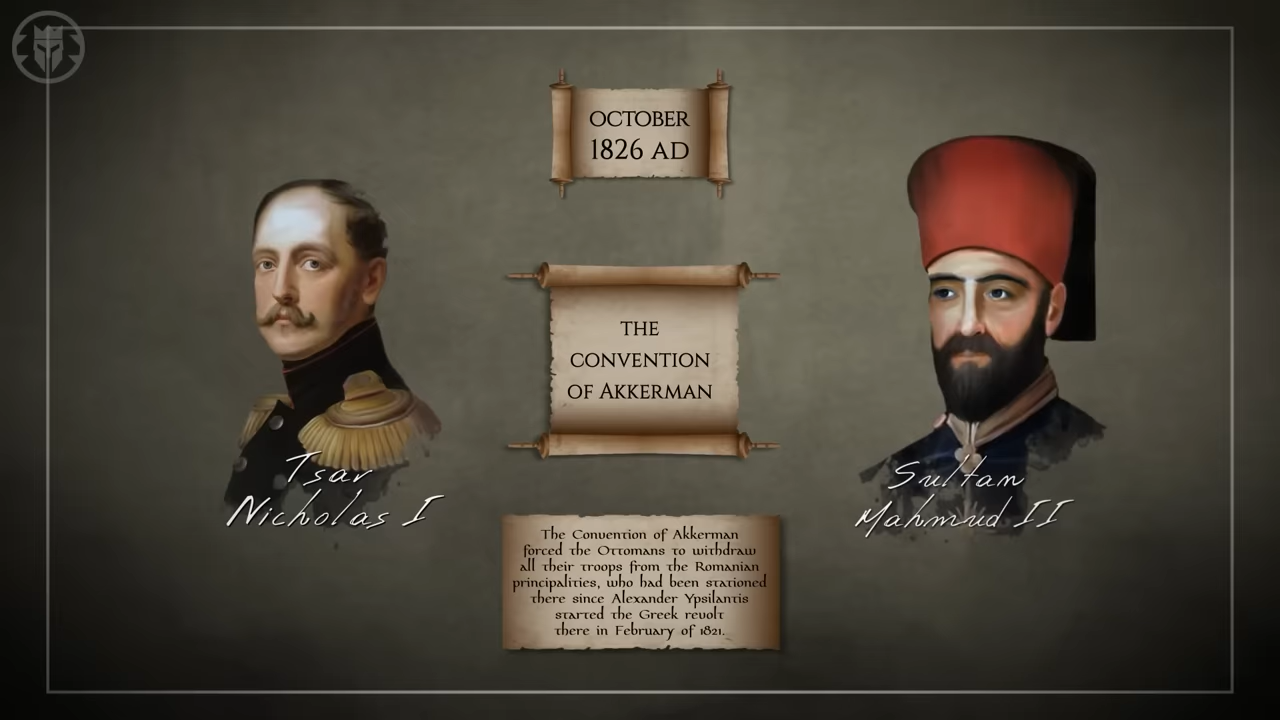 OCTOBER
1826 AD
THE
CONVENTION
OF AKKERMAN
Tsar
Nicholas I
Sultan
Mahmud II
The Convention of Akkerman
forced the Ottomans to withdraw
all their troops from the Romanian
principalities, who had been stationed
there since Alexander Ypsilantis
started the Greek revolt
there in February of 1821.